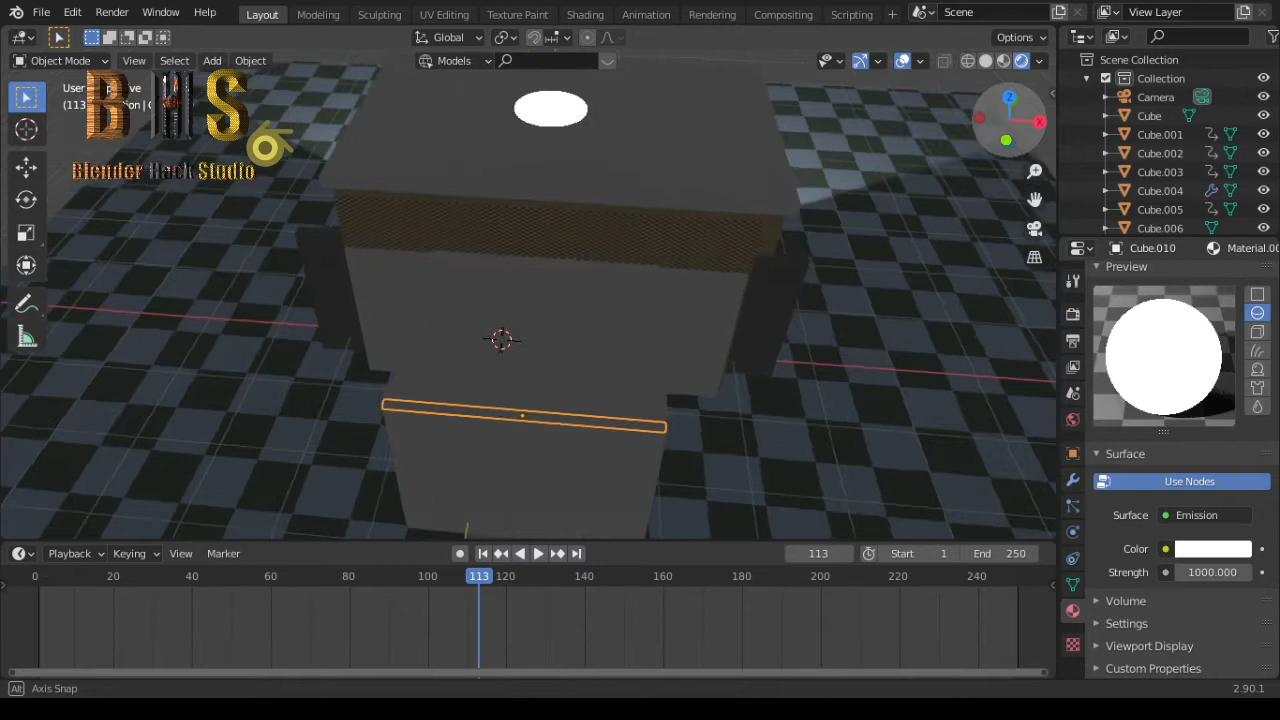 File Edit Render Window Help Layout Modeling Sculpting UV Editing Texture Paint Shading Animation Rendering Compositing Scripting + Scene View Layer
Global Options
Object Mode View Select Add Object Models
Scene Collection
Collection
Camera
Cube
Cube.001
Cube.002
Cube.003
Cube.004
Cube.005
Cube.006
BHS
Blender Hack Studio
Z
X
Cube.010
Preview
Surface
Use Nodes
Surface Emission
Color
Strength 1000.000
Volume
Settings
Viewport Display
Custom Properties
Playback Keying View Marker 113 Start 1 End 250
0 20 40 60 80 100 113 120 140 160 180 200 220 240
Alt Axis Snap 2.90.1